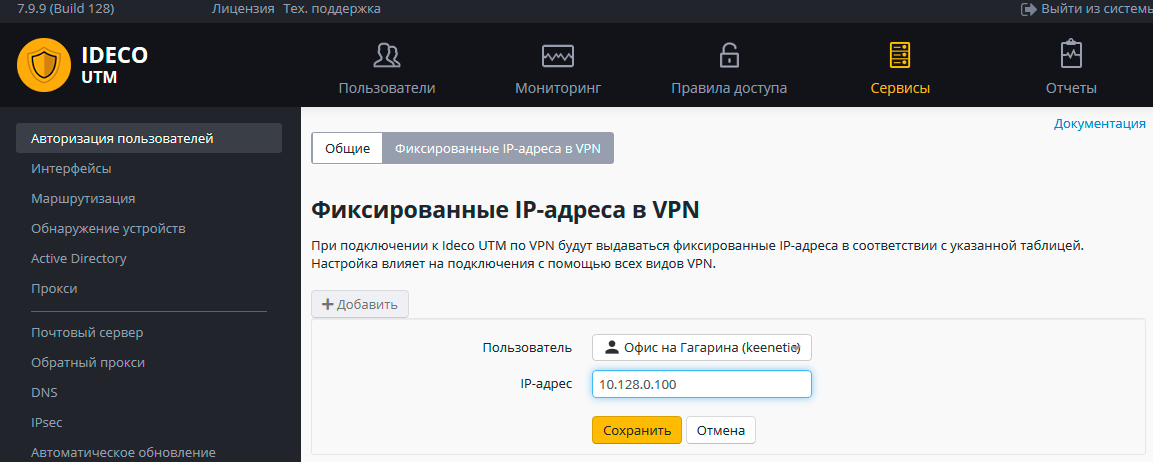 7.9.9 (Build 128)
Лицензия Тех. поддержка
Выйти из систем
IDECO
UTM
Пользователи
Мониторинг
Правила доступа
Сервисы
Отчеты
Авторизация пользователей
Интерфейсы
Маршрутизация
Обнаружение устройств
Active Directory
Прокси
Почтовый сервер
Обратный прокси
DNS
IPsec
Автоматическое обновление
Документация
Общие
Фиксированные IP-адреса в VPN
Фиксированные IP-адреса в VPN
При подключении к Ideco UTM по VPN будут выдаваться фиксированные IP-адреса в соответствии с указанной таблицей.
Настройка влияет на подключения с помощью всех видов VPN.
+ Добавить
Пользователь
Офис на Гагарина (keenetic)
IP-адрес
10.128.0.100
Сохранить
Отмена